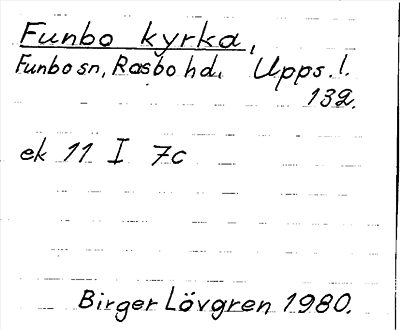 Funbo kyrka,
Funbo sn, Rasbo hd. Upps. l.
132.
ek 11 I 7c
Birger Lövgren 1980.